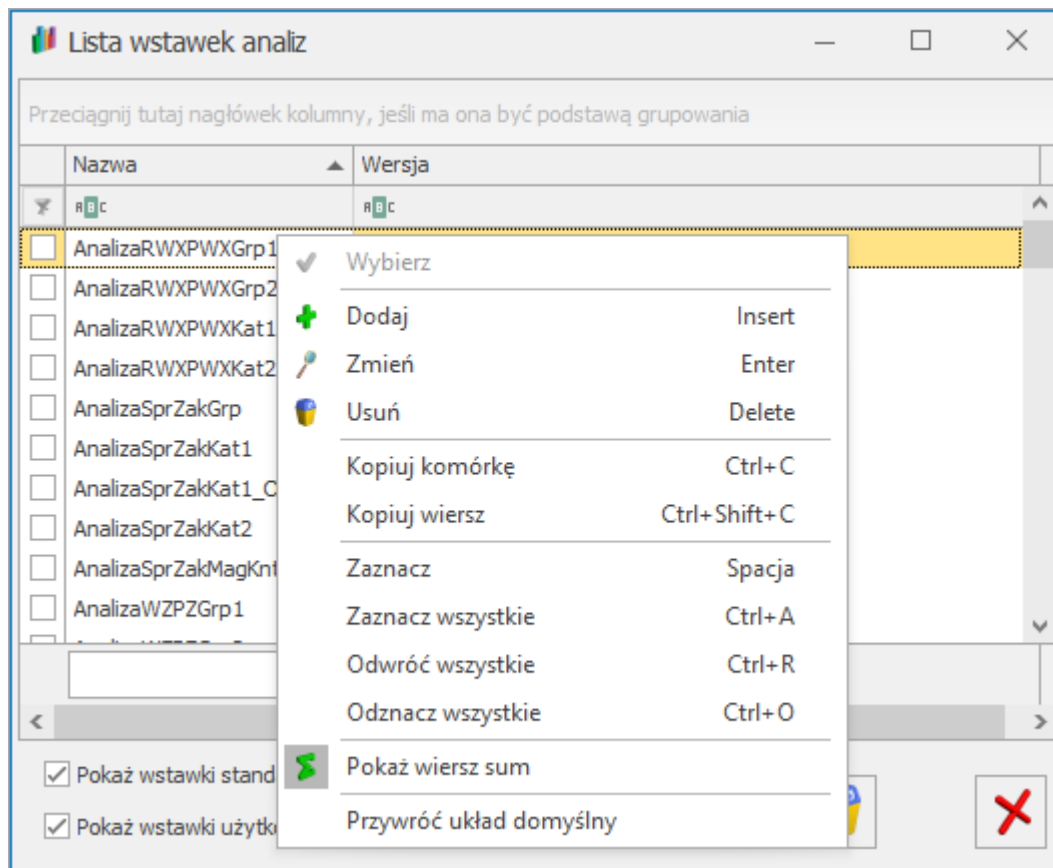 Lista wstawek analiz
Przeciągnij tutaj nagłówek kolumny, jeśli ma ona być podstawą grupowania
Nazwa Wersja
ABC ABC
AnalizaRWXPWXGrp1
AnalizaRWXPWXGrp2
AnalizaRWXPWXKat1
AnalizaRWXPWXKat2
AnalizaSprZakGrp
AnalizaSprZakKat1
AnalizaSprZakKat1_O
AnalizaSprZakKat2
AnalizaSprZakMagKnt
AnalizaWZPZGrp1
Wybierz
Dodaj Insert
Zmień Enter
Usuń Delete
Kopiuj komórkę Ctrl+C
Kopiuj wiersz Ctrl+Shift+C
Zaznacz Spacja
Zaznacz wszystkie Ctrl+A
Odwróć wszystkie Ctrl+R
Odznacz wszystkie Ctrl+O
Pokaż wiersz sum
Przywróć układ domyślny
Pokaż wstawki stand
Pokaż wstawki użytk